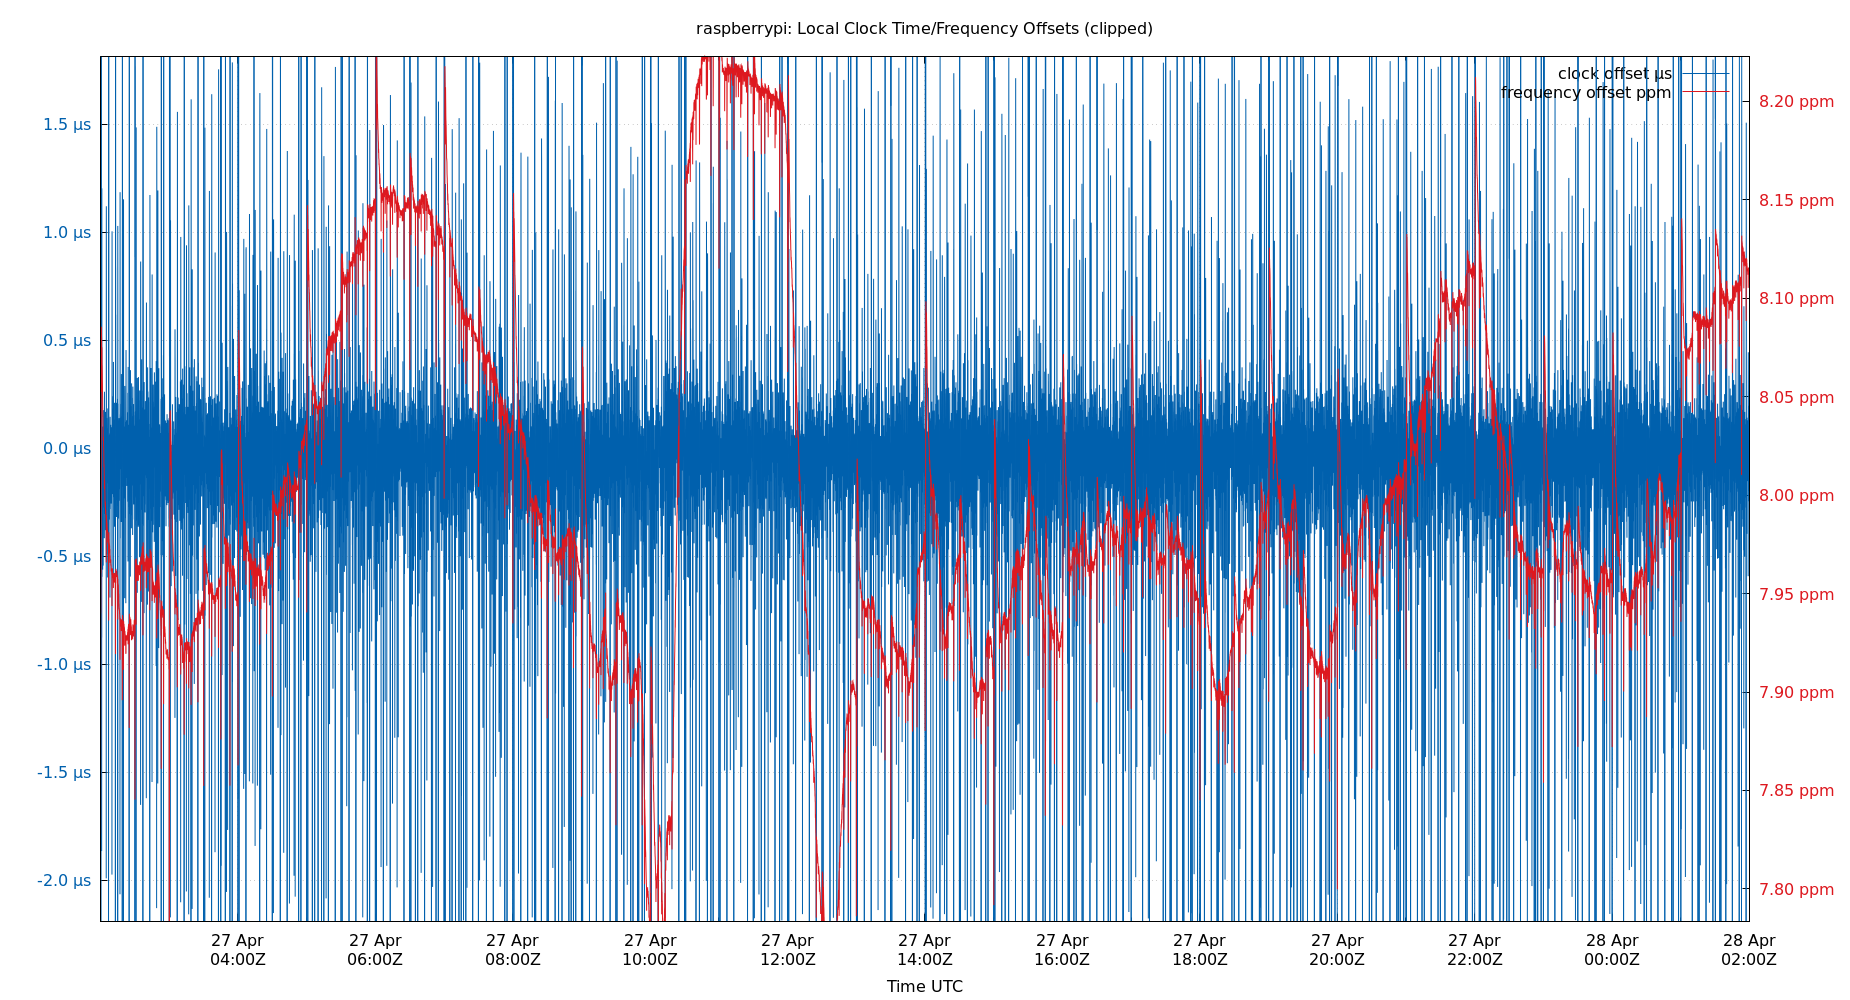 raspberrypi: Local Clock Time/Frequency Offsets (clipped)
clock offset µs
frequency offset ppm
1.5 µs
1.0 µs
0.5 µs
0.0 µs
-0.5 µs
-1.0 µs
-1.5 µs
-2.0 µs
8.20 ppm
8.15 ppm
8.10 ppm
8.05 ppm
8.00 ppm
7.95 ppm
7.90 ppm
7.85 ppm
7.80 ppm
27 Apr 27 Apr 27 Apr 27 Apr 27 Apr 27 Apr 27 Apr 27 Apr 27 Apr 27 Apr 28 Apr 28 Apr
04:00Z 06:00Z 08:00Z 10:00Z 12:00Z 14:00Z 16:00Z 18:00Z 20:00Z 22:00Z 00:00Z 02:00Z
Time UTC